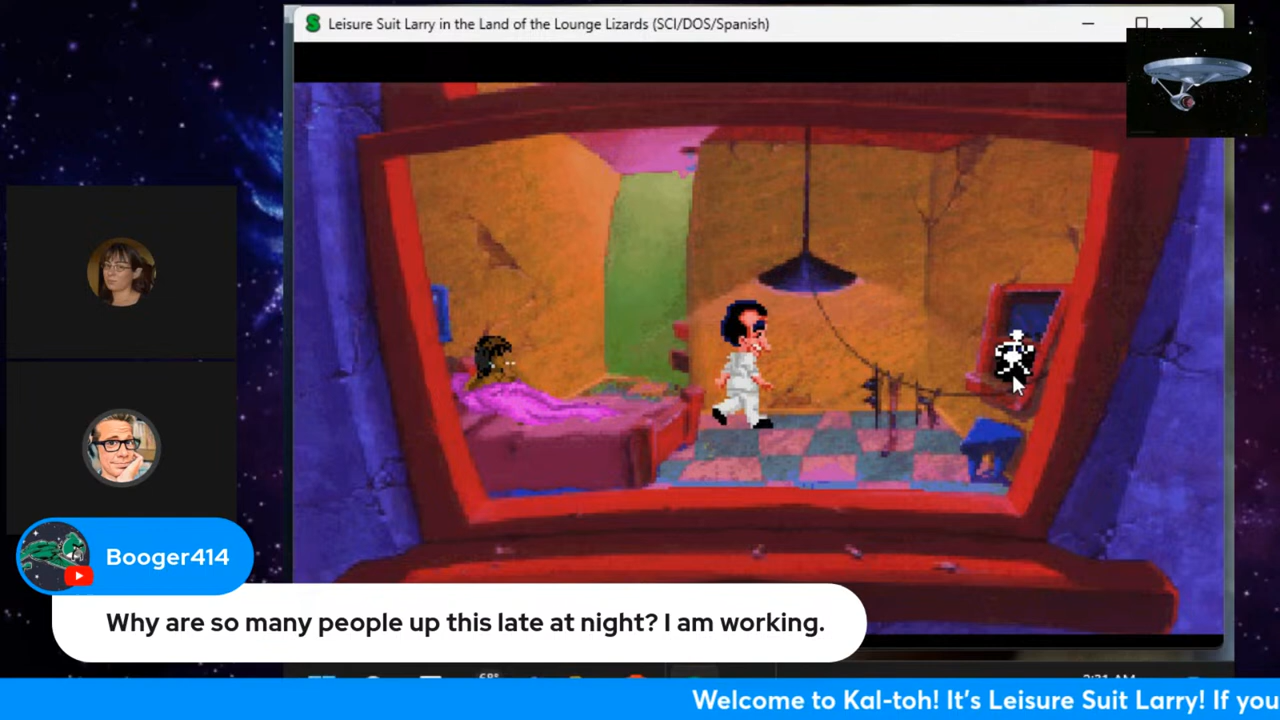 Leisure Suit Larry in the Land of the Lounge Lizards (SCI/DOS/Spanish)
Booger414
Why are so many people up this late at night? I am working.
Welcome to Kal-toh! It's Leisure Suit Larry! If you